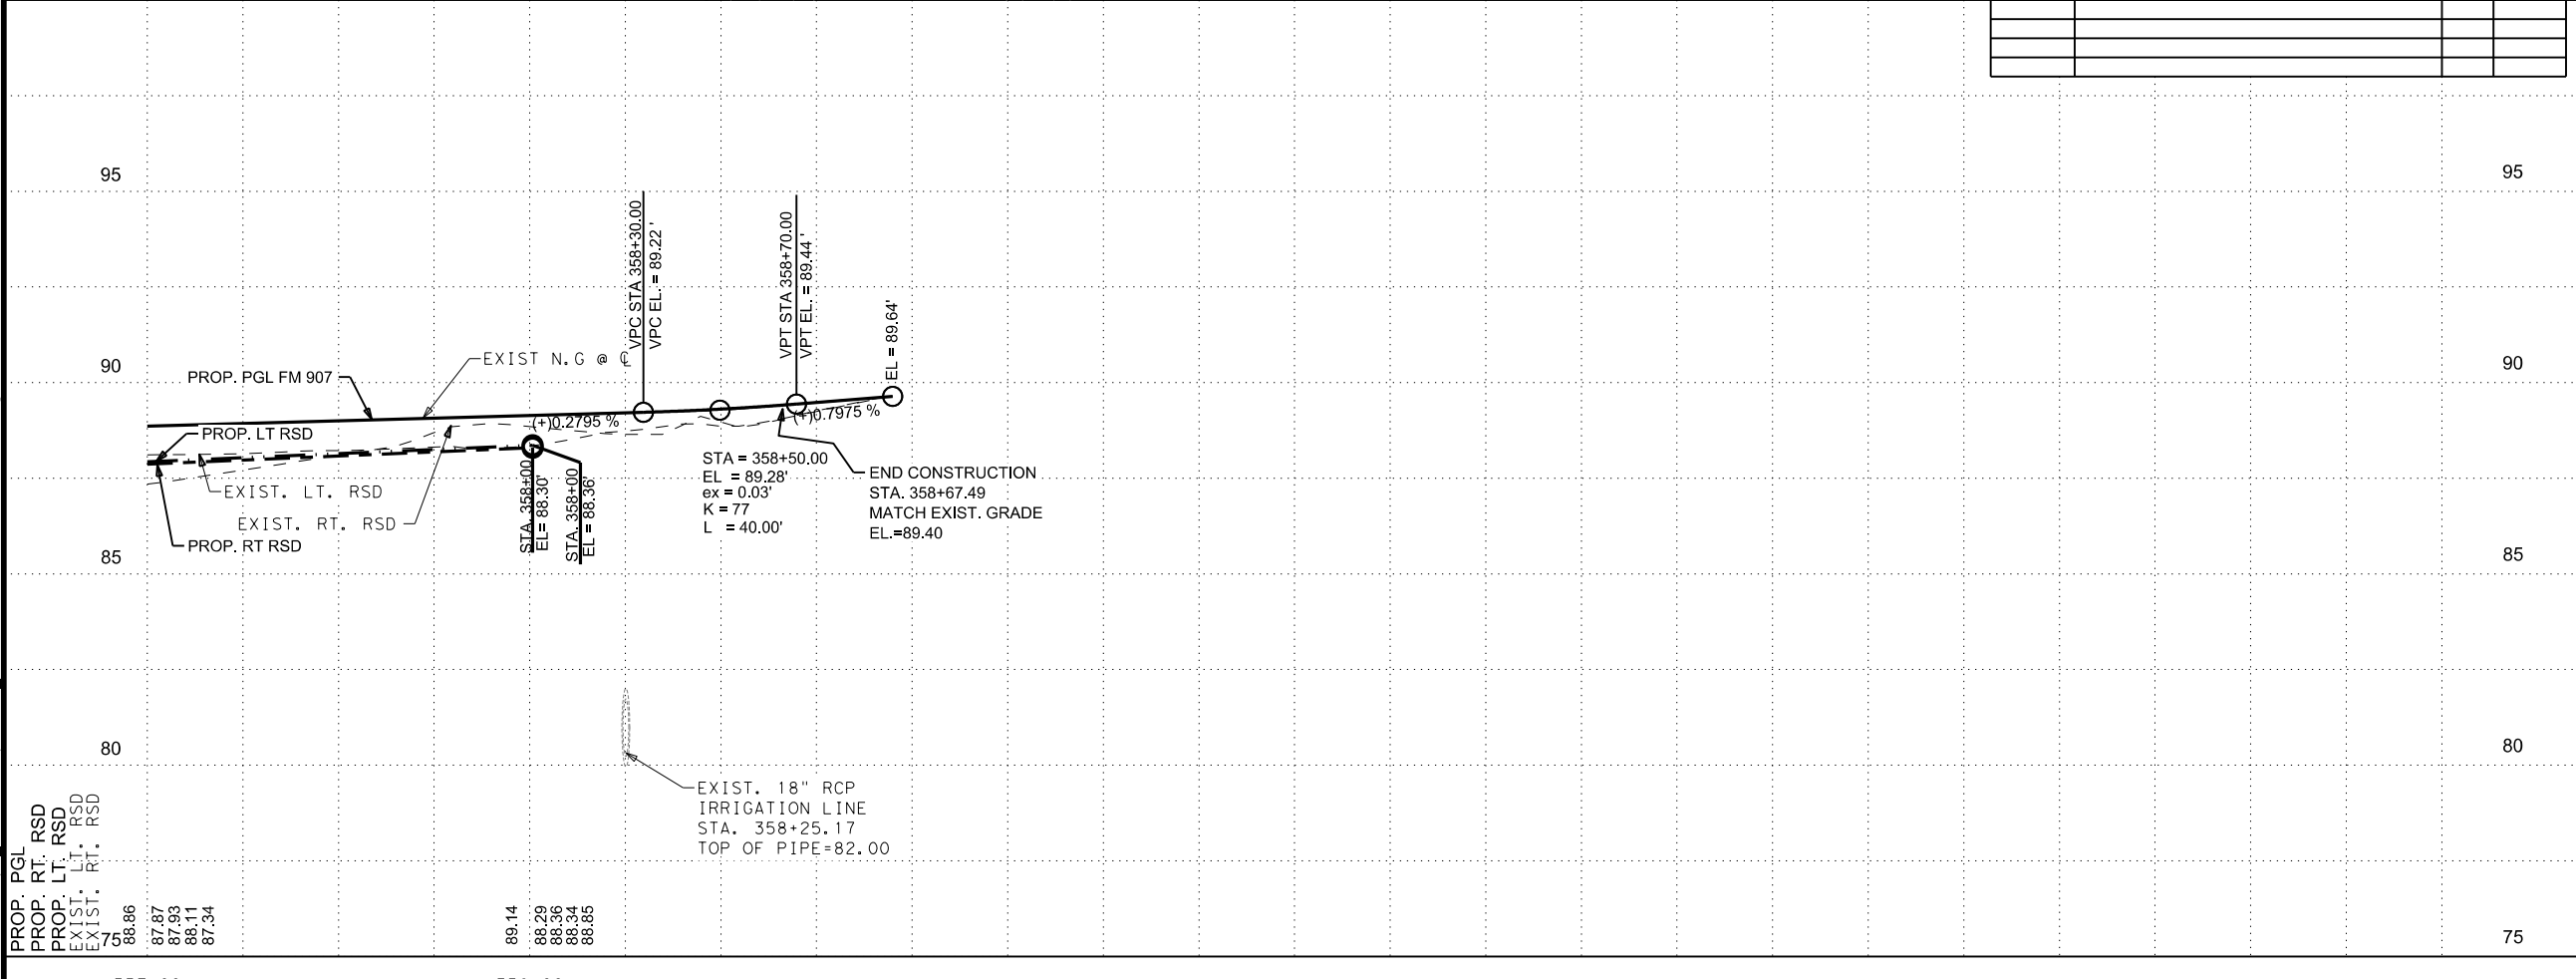 95
95
VPC STA 358+30.00
VPC EL. = 89.22 '
VPT STA 358+70.00
VPT EL. = 89.44 '
EL = 89.64'
EXIST N.G @ ℄
90
90
PROP. PGL FM 907
(+)0.2795 %
(+)0.7975 %
PROP. LT RSD
STA = 358+50.00
EL = 89.28'
ex = 0.03'
K = 77
L = 40.00'
END CONSTRUCTION
STA. 358+67.49
MATCH EXIST. GRADE
EL.=89.40
EXIST. LT. RSD
EXIST. RT. RSD
PROP. RT RSD
STA. 358+00
EL= 88.30'
STA. 358+00
EL = 88.36'
85
85
80
80
EXIST. 18" RCP
IRRIGATION LINE
STA. 358+25.17
TOP OF PIPE=82.00
PROP. PGL
PROP. RT. RSD
PROP. LT. RSD
EXIST. LT. RSD
EXIST. RT. RSD
75
88.86
87.87
87.93
88.11
87.34
89.14
88.29
88.36
88.34
88.85
75